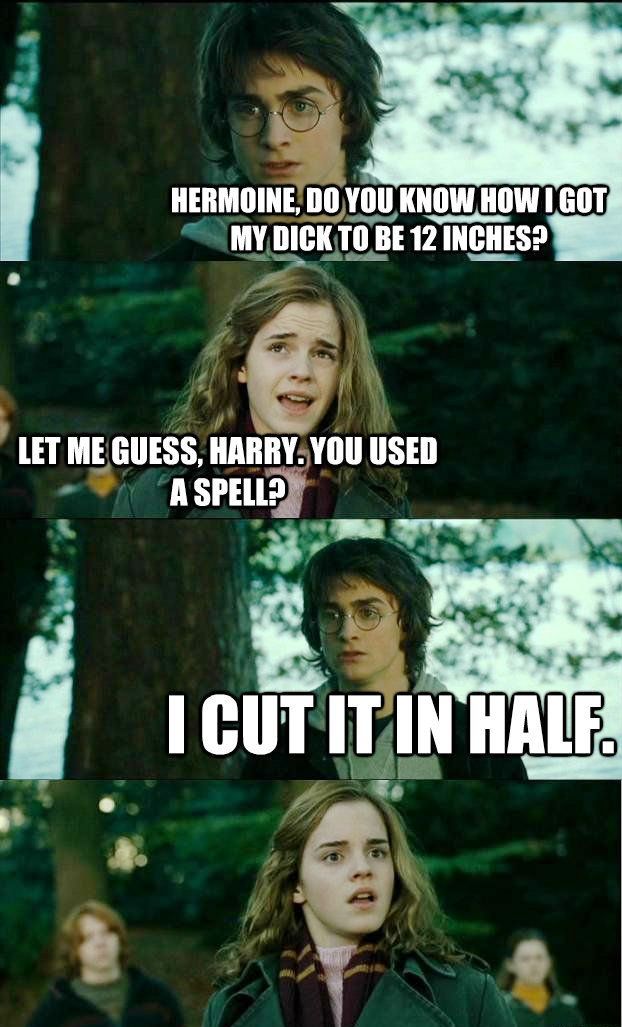 HERMOINE, DO YOU KNOW HOW I GOT
MY DICK TO BE 12 INCHES?
LET ME GUESS, HARRY. YOU USED
A SPELL?
I CUT IT IN HALF.